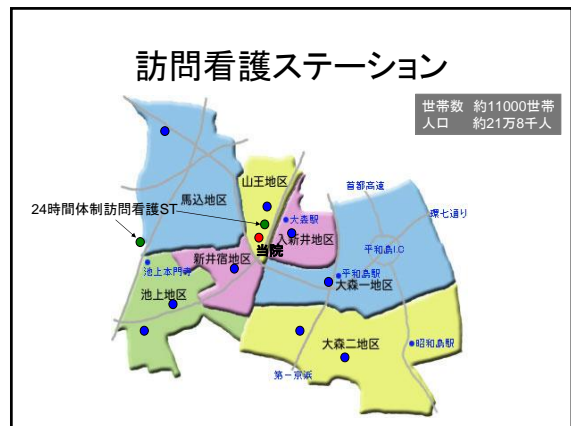 訪問看護ステーション
世帯数 約11000世帯
人口 約21万8千人
山王地区
首都高速
馬込地区
環七通り
24時間体制訪問看護ST
大森駅
入新井地区
平和島I.C
当院
新井宿地区
池上本門寺
平和島駅
大森一地区
池上地区
大森二地区
昭和島駅
第一京浜